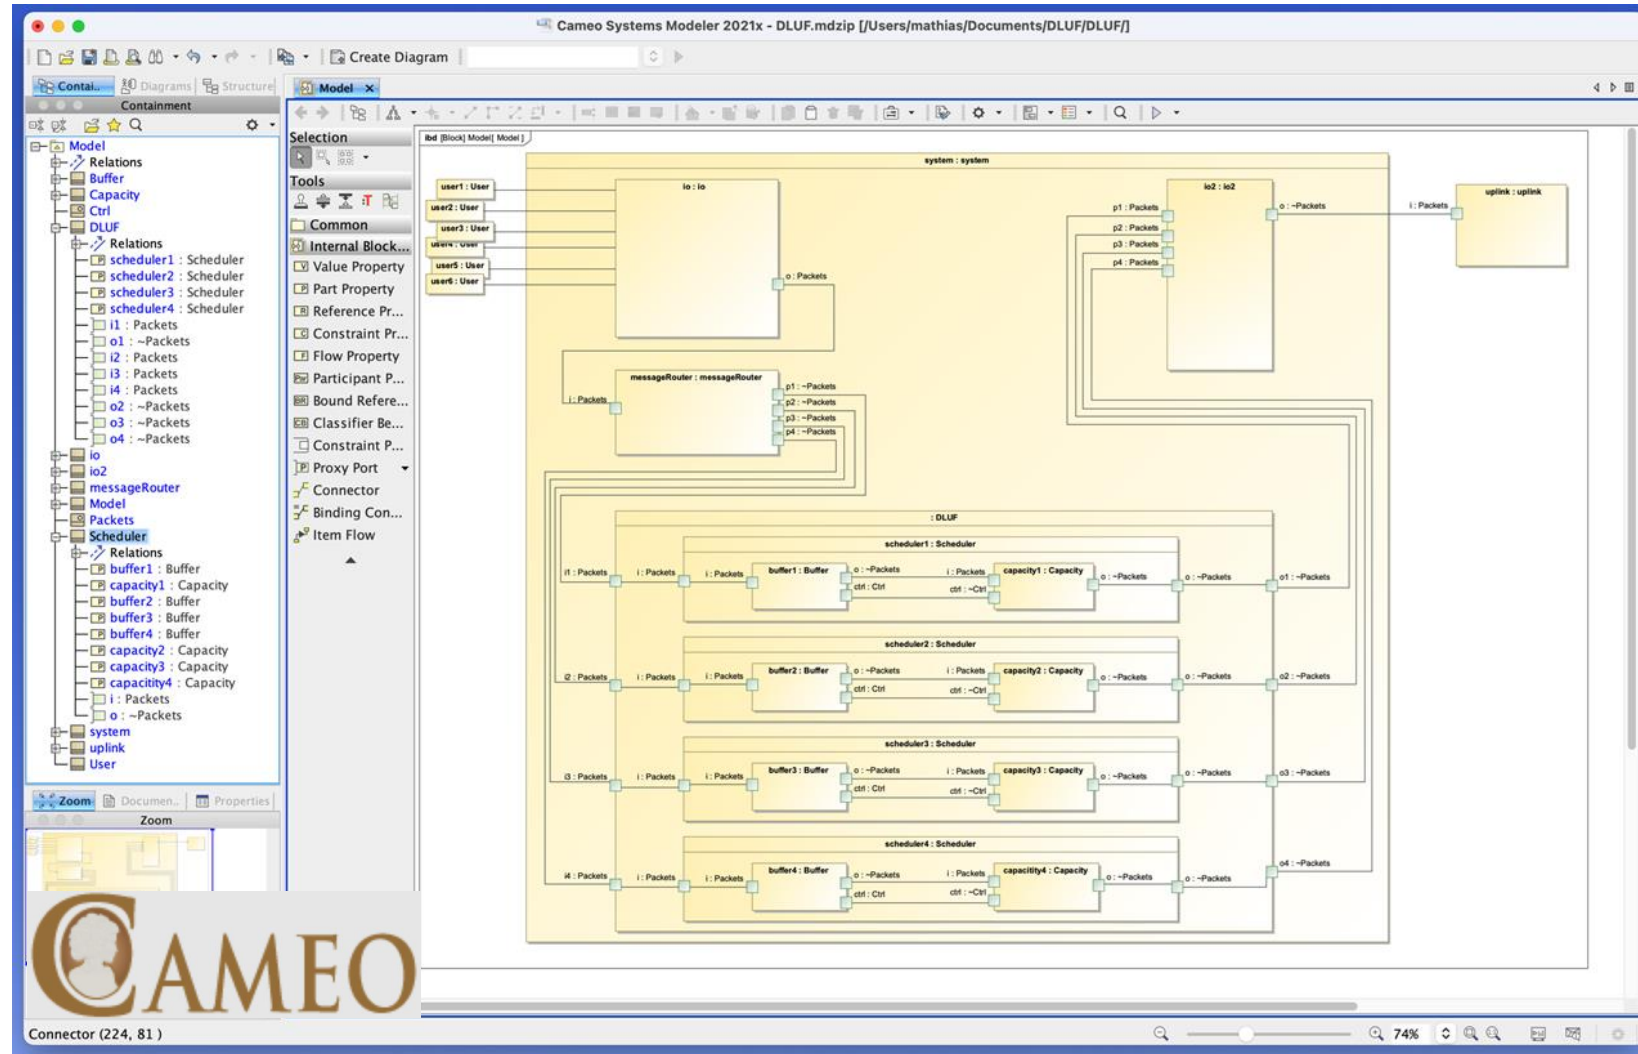 Cameo Systems Modeler 2021x - DLUF.mdzip [/Users/mathias/Documents/DLUF/DLUF/]
Create Diagram
Contai.. Diagrams Structure
Containment
Model
Relations
Buffer
Capacity
Ctrl
DLUF
Relations
scheduler1 : Scheduler
scheduler2 : Scheduler
scheduler3 : Scheduler
scheduler4 : Scheduler
i1 : Packets
o1 : ~Packets
i2 : Packets
i3 : Packets
i4 : Packets
o2 : ~Packets
o3 : ~Packets
o4 : ~Packets
io
io2
messageRouter
Model
Packets
Scheduler
Relations
buffer1 : Buffer
capacity1 : Capacity
buffer2 : Buffer
buffer3 : Buffer
buffer4 : Buffer
capacity2 : Capacity
capacity3 : Capacity
capacitity4 : Capacity
i : Packets
o : ~Packets
system
uplink
User
Zoom Documen.. Properties
Zoom
CAMEO
Connector (224, 81 )
Model
Selection
Tools
Common
Internal Block...
Value Property
Part Property
Reference Pr...
Constraint Pr...
Flow Property
Participant P...
Bound Refere...
Classifier Be...
Constraint P...
Proxy Port
Connector
Binding Con...
Item Flow
ibd [Block] Model[ Model ]
system : system
user1 : User
user2 : User
user3 : User
user4 : User
user5 : User
user6 : User
io : io
o : Packets
io2 : io2
p1 : Packets
p2 : Packets
p3 : Packets
p4 : Packets
o : ~Packets
i : Packets
uplink : uplink
messageRouter : messageRouter
i : Packets
p1 : ~Packets
p2 : ~Packets
p3 : ~Packets
p4 : ~Packets
: DLUF
scheduler1 : Scheduler
i1 : Packets i : Packets i : Packets buffer1 : Buffer o : ~Packets i : Packets capacity1 : Capacity o : ~Packets o : ~Packets o1 : ~Packets
ctrl : Ctrl ctrl : ~Ctrl
scheduler2 : Scheduler
i2 : Packets i : Packets i : Packets buffer2 : Buffer o : ~Packets i : Packets capacity2 : Capacity o : ~Packets o : ~Packets o2 : ~Packets
ctrl : Ctrl ctrl : ~Ctrl
scheduler3 : Scheduler
i3 : Packets i : Packets i : Packets buffer3 : Buffer o : ~Packets i : Packets capacity3 : Capacity o : ~Packets o : ~Packets o3 : ~Packets
ctrl : Ctrl ctrl : ~Ctrl
scheduler4 : Scheduler
i4 : Packets i : Packets i : Packets buffer4 : Buffer o : ~Packets i : Packets capacitity4 : Capacity o : ~Packets o : ~Packets o4 : ~Packets
ctrl : Ctrl ctrl : ~Ctrl
74%